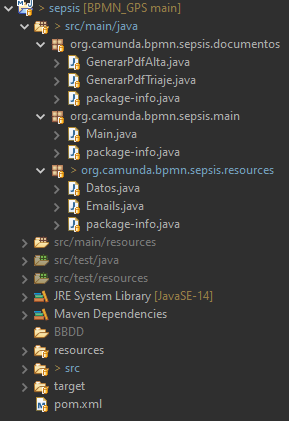 > sepsis [BPMN_GPS main]
> src/main/java
org.camunda.bpmn.sepsis.documentos
GenerarPdfAlta.java
GenerarPdfTriaje.java
package-info.java
org.camunda.bpmn.sepsis.main
Main.java
package-info.java
> org.camunda.bpmn.sepsis.resources
Datos.java
Emails.java
package-info.java
src/main/resources
src/test/java
src/test/resources
JRE System Library [JavaSE-14]
Maven Dependencies
BBDD
resources
> src
target
pom.xml